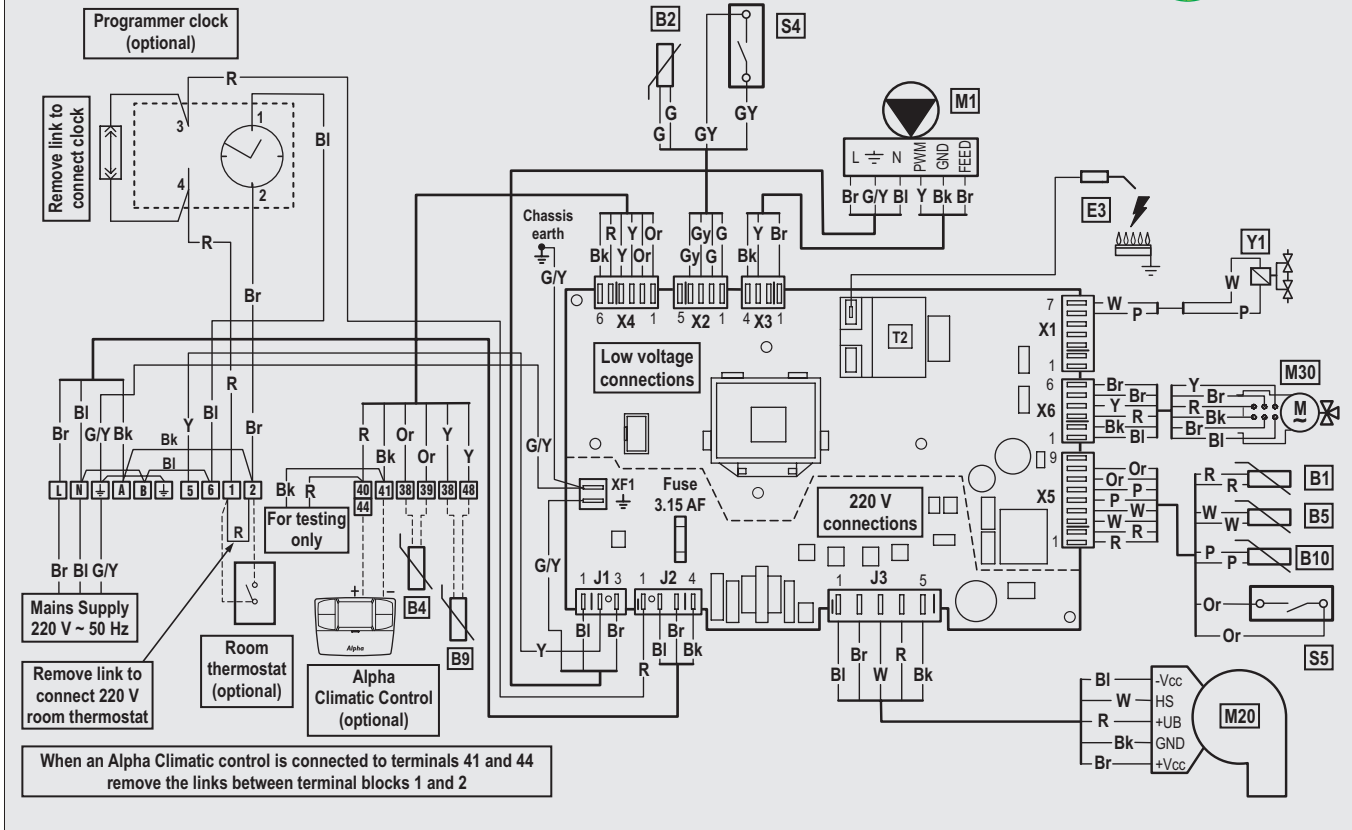 Programmer clock
(optional)
R
B2
S4
3
1
4
2
Bl
Remove link to
connect clock
G
G
GY
GY
M1
L N PWM GND FEED
Br G/Y Bl Y Bk Br
E3
Y1
W
P
R
Br
Chassis
earth
G/Y
R Y Or
Bk Y Or
Gy G
Gy G
Y Br
Bk
6 X4 1
5 X2 1
4 X3 1
T2
7
X1
1
W
P
Low voltage
connections
6
X6
1
Br
Br
Y
R
Bk
Bl
Y
Br
R
Bk
Br
Bl
M30
M
~
Br
Bl
G/Y
Bk
Y
Bl
R
Br
Bk
Bl
L N A B 5 6 1 2
R
Bk
R
For testing
only
R
Bk
Or
Or
Y
Y
40 41 38 39 38 48
44
G/Y
XF1
Fuse
3.15 AF
220 V
connections
9
X5
1
Or
Or
P
P
W
W
R
R
R
R
B1
W
W
B5
P
P
B10
Or
Or
S5
Br Bl G/Y
Mains Supply
220 V ~ 50 Hz
Remove link to
connect 220 V
room thermostat
Room
thermostat
(optional)
+ −
Alpha
Alpha
Climatic Control
(optional)
B4
B9
G/Y
1 J1 3
1 J2 4
1 J3 5
Bl Br
Y
R
Bl
Br
Bk
Bl
Br
W
R
Bk
Bl
W
R
Bk
Br
-Vcc
HS
+UB
GND
+Vcc
M20
When an Alpha Climatic control is connected to terminals 41 and 44
remove the links between terminal blocks 1 and 2